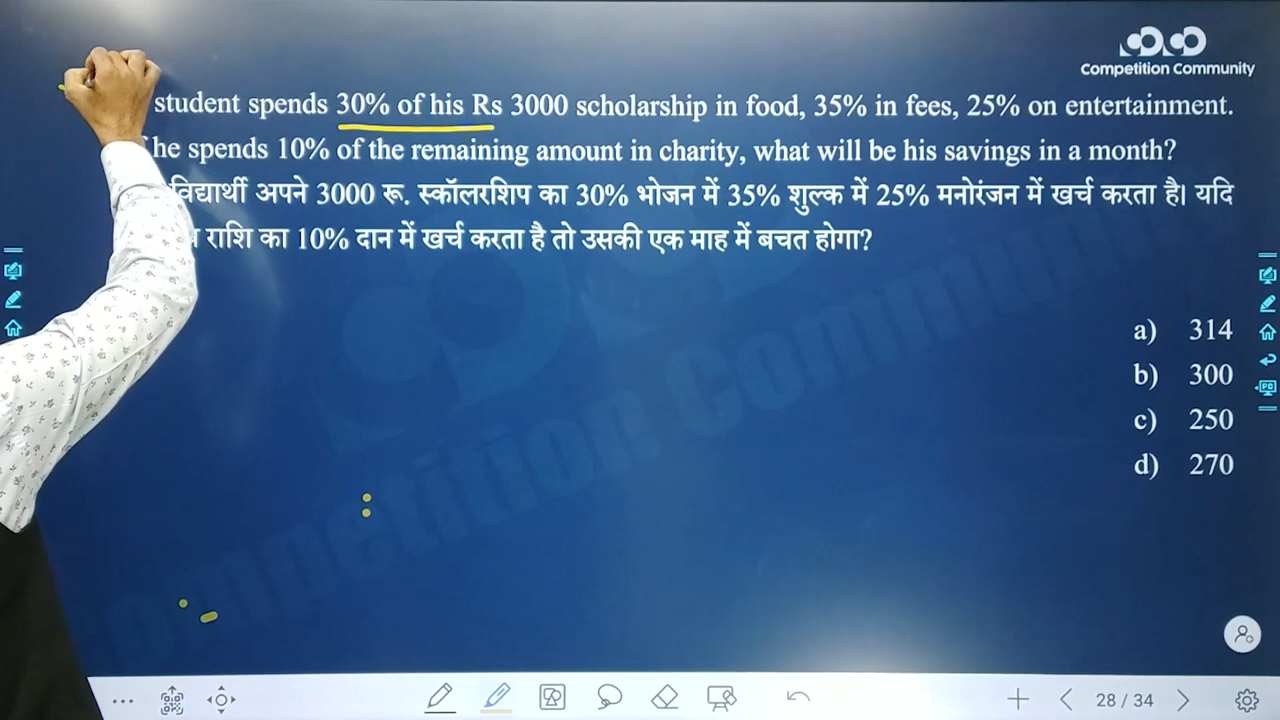 Competition Community
student spends 30% of his Rs 3000 scholarship in food, 35% in fees, 25% on entertainment.
he spends 10% of the remaining amount in charity, what will be his savings in a month?
विद्यार्थी अपने 3000 रू. स्कॉलरशिप का 30% भोजन में 35% शुल्क में 25% मनोरंजन में खर्च करता है। यदि
राशि का 10% दान में खर्च करता है तो उसकी एक माह में बचत होगा?
a) 314
b) 300
c) 250
d) 270
28 / 34